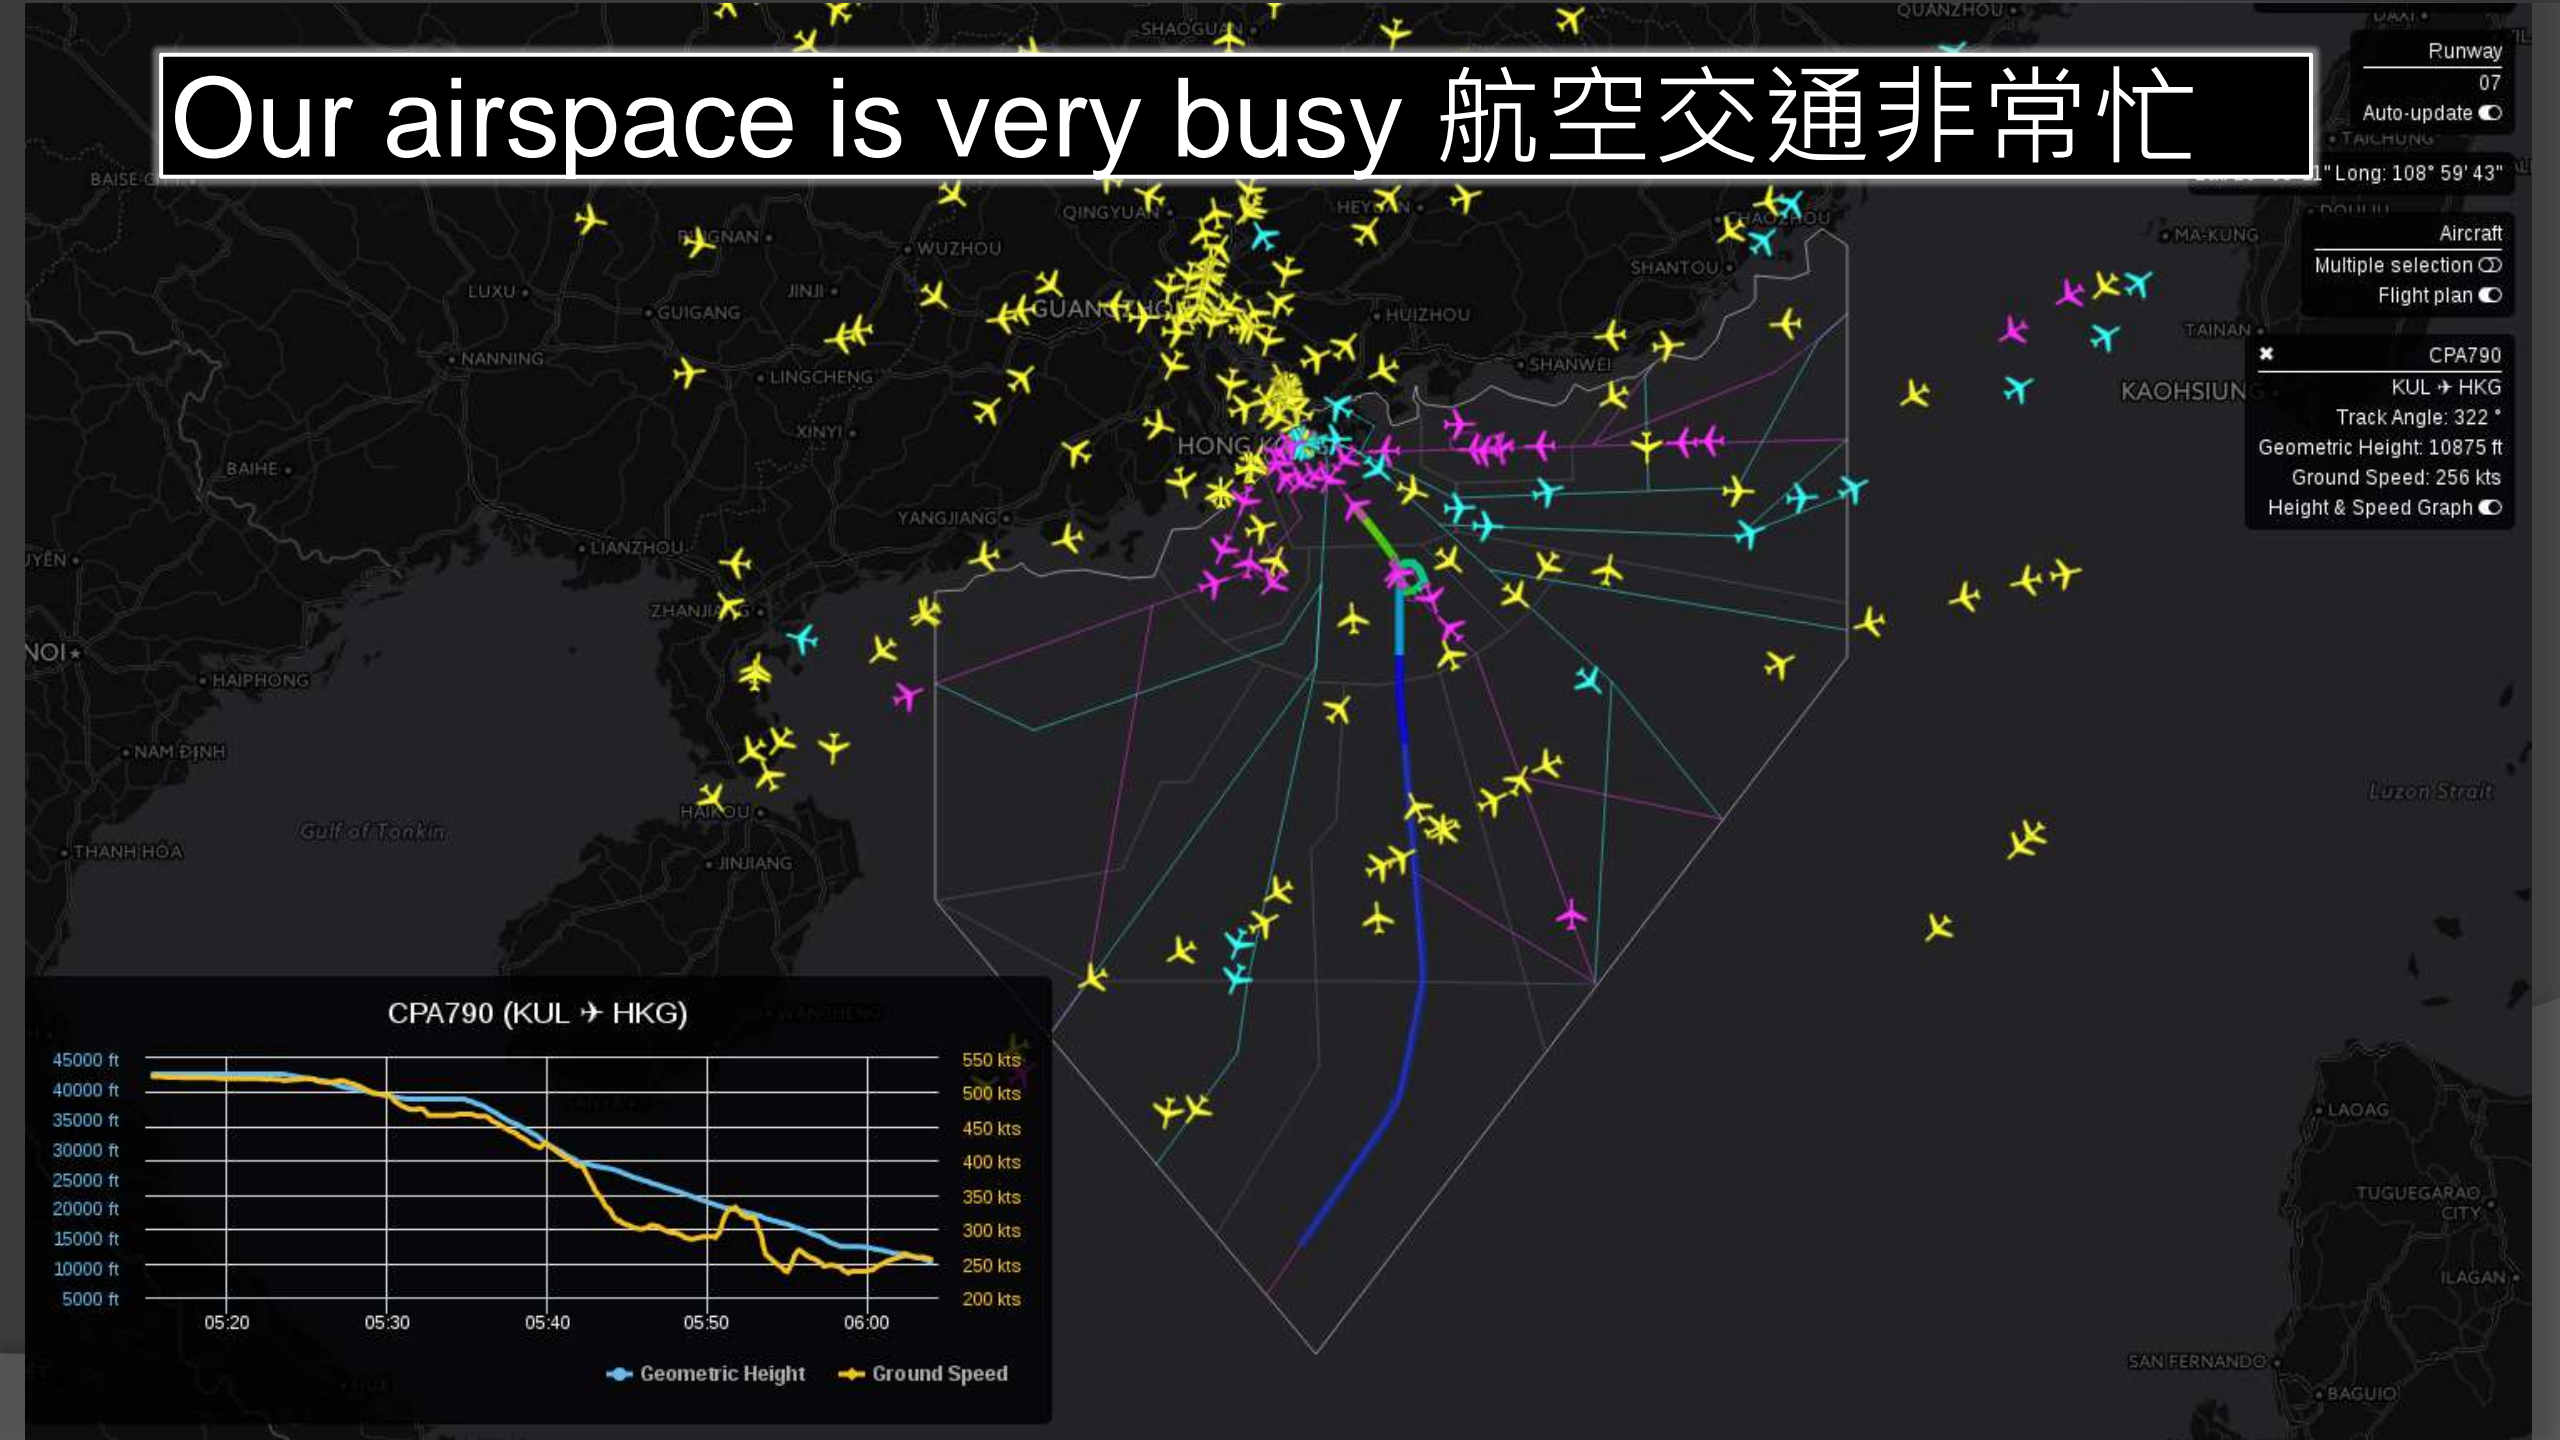 Our airspace is very busy 航空交通非常忙
SHAOGUAN
QUANZHOU
DAXI
Runway
07
Auto-update
TAICHUNG
11" Long: 108° 59' 43"
DOULIU
MA-KUNG
Aircraft
Multiple selection
Flight plan
TAINAN
KAOHSIUNG
CPA790
KUL ✈ HKG
Track Angle: 322 °
Geometric Height: 10875 ft
Ground Speed: 256 kts
Height & Speed Graph
QINGYUAN
HEYUAN
CHAOZHOU
WUZHOU
SHANTOU
LUXU
JINJI
GUIGANG
HUIZHOU
NANNING
LINGCHENG
SHANWEI
XINYI
BAIHE
YANGJIANG
LIANZHOU
HAIPHONG
NAM ĐỊNH
HAIKOU
Luzon Strait
Gulf of Tonkin
THANH HÓA
JINJIANG
WANCHENG
LAOAG
TUGUEGARAO
CITY
ILAGAN
SAN FERNANDO
BAGUIO
CPA790 (KUL ✈ HKG)
45000 ft
40000 ft
35000 ft
30000 ft
25000 ft
20000 ft
15000 ft
10000 ft
5000 ft
550 kts
500 kts
450 kts
400 kts
350 kts
300 kts
250 kts
200 kts
05:20 05:30 05:40 05:50 06:00
Geometric Height Ground Speed